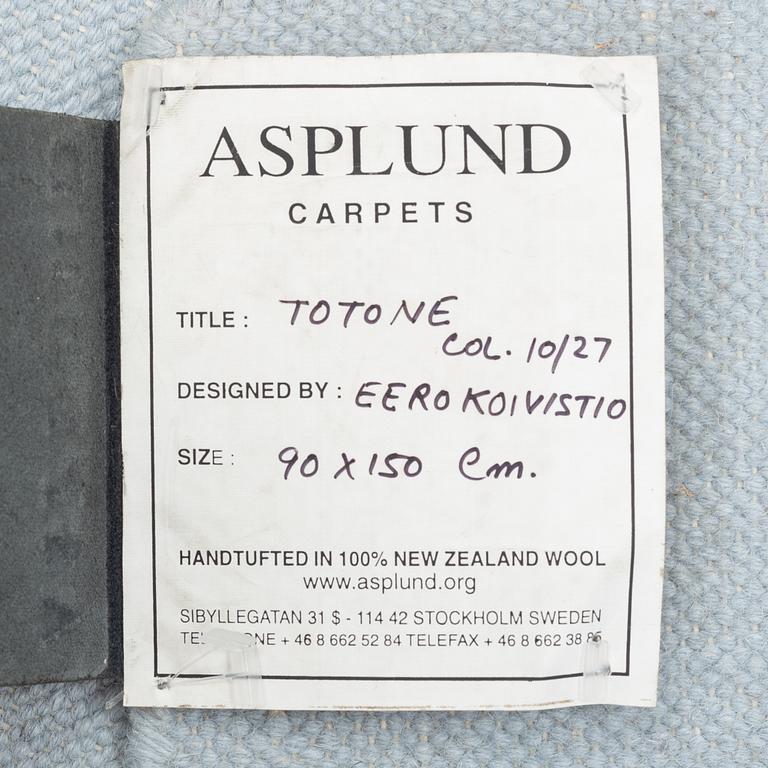 ASPLUND
CARPETS
TITLE : TOTONE
COL. 10/27
DESIGNED BY : EERO KOIVISTIO
SIZE : 90 X 150 Cm.
HANDTUFTED IN 100% NEW ZEALAND WOOL
www.asplund.org
SIBYLLEGATAN 31 $ - 114 42 STOCKHOLM SWEDEN
+ 46 8 662 52 84 TELEFAX + 46 8 662 38